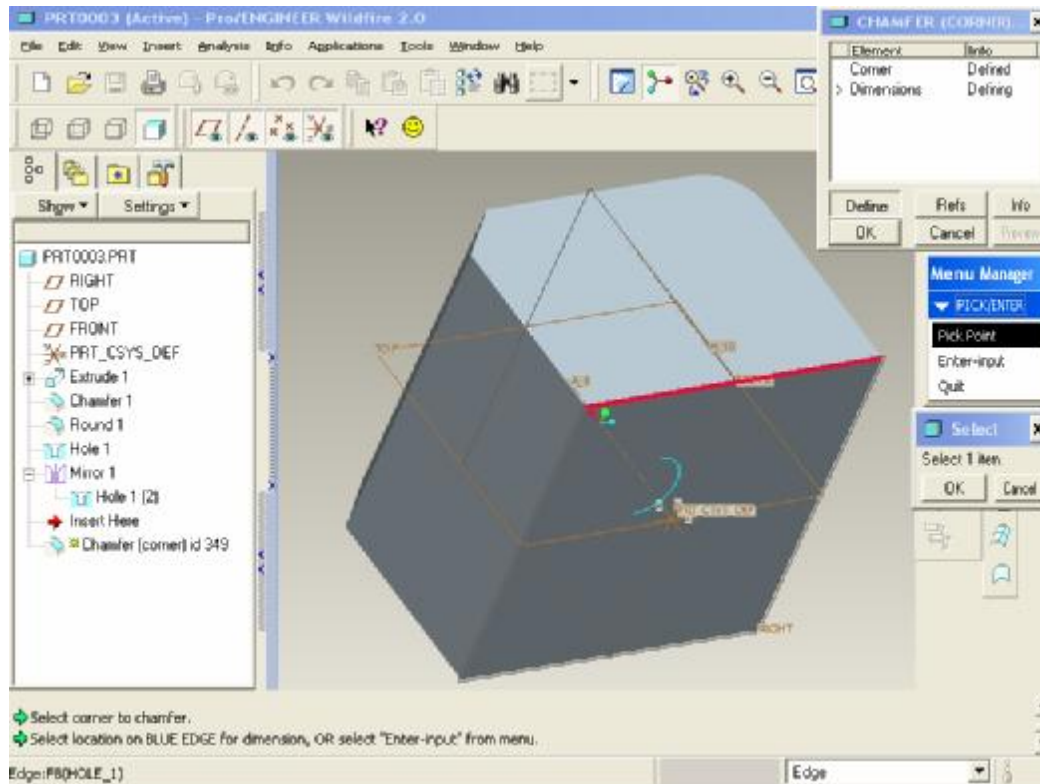 PRT0003 (Active) - Pro/ENGINEER Wildfire 2.0
File Edit View Insert Analysis Info Applications Tools Window Help
Show Settings
PRT0003.PRT
RIGHT
TOP
FRONT
PRT_CSYS_DEF
Extrude 1
Chamfer 1
Round 1
Hole 1
Mirror 1
Hole 1 (2)
Insert Here
Chamfer (corner) id 349
TOP
CSYS DEF
RIGHT
CHAMFER (CORNER)
Element Info
Corner Defined
> Dimensions Defining
Define Refs Info
OK Cancel Preview
Menu Manager
PICK/ENTER
Pick Point
Enter-input
Quit
Select
Select 1 item.
OK Cancel
Select corner to chamfer.
Select location on BLUE EDGE for dimension, OR select "Enter-input" from menu.
Edge:F8(HOLE_1)
Edge